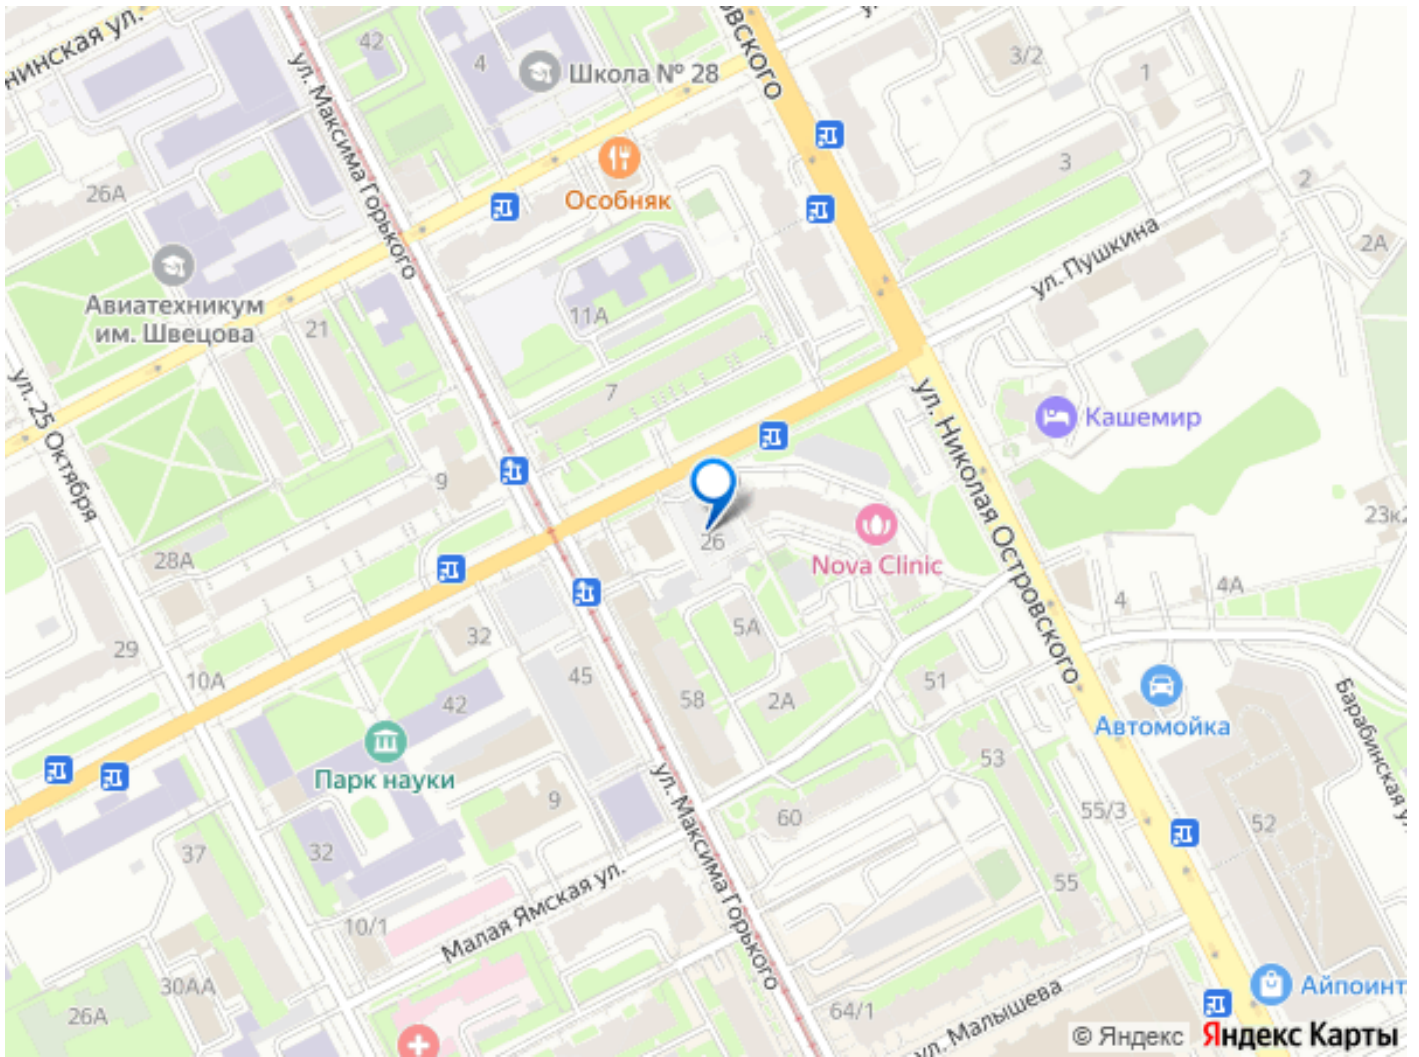 нинская ул.
42
ул. Максима Горького
4
Школа № 28
овского
3/2
1
26А
Особняк
3
2
2А
ул. Пушкина
Авиатехникум
им. Швецова
21
11А
7
ул. 25 Октября
9
ул. Николая Островского
Кашемир
23к2
28А
26
Nova Clinic
4А
4
29
32
5А
10А
45
58
2А
51
Барабинская ул.
42
Автомойка
Парк науки
53
ул. Максима Горького
9
60
55/3
52
37
32
55
Малая Ямская ул.
10/1
30АА
26А
64/1
ул. Малышева
Айпоинт
© Яндекс Яндекс Карты